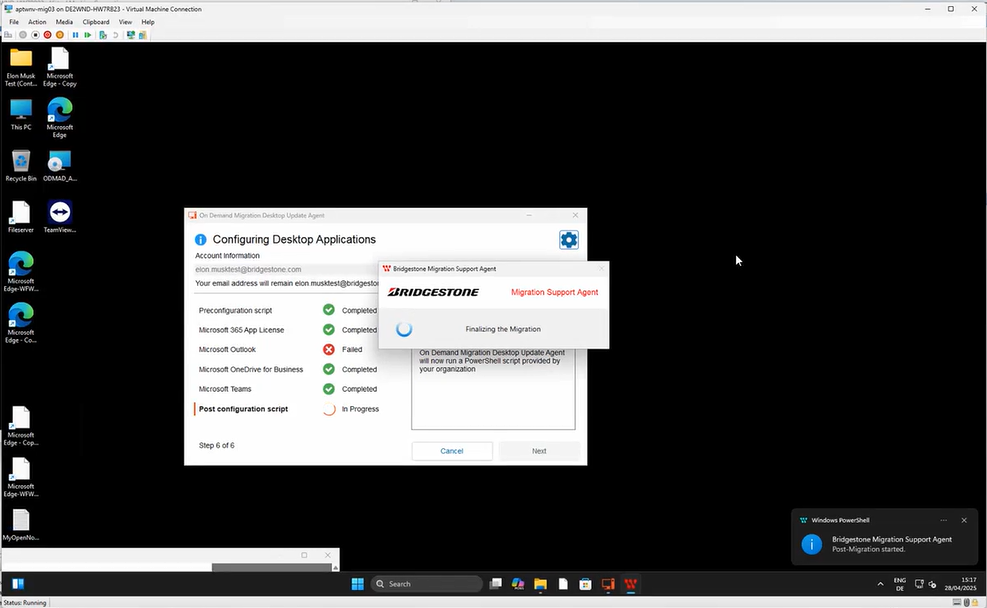 aptwnv-mig03 on DE2WND-HW7RB23 - Virtual Machine Connection
File Action Media Clipboard View Help
Elon Musk
Test (Cont...
Microsoft
Edge - Copy
This PC
Microsoft
Edge
Recycle Bin
ODMAD_A...
Fileserver
TeamView...
Microsoft
Edge-WFW...
Microsoft
Edge - Co...
Microsoft
Edge - Cop...
Microsoft
Edge-WFW...
MyOpenNo...
On Demand Migration Desktop Update Agent
Configuring Desktop Applications
Account Information
elon.musktest@bridgestone.com
Your email address will remain elon.musktest@bridgesto
Preconfiguration script Completed
Microsoft 365 App License Completed
Microsoft Outlook Failed
Microsoft OneDrive for Business Completed
Microsoft Teams Completed
Post configuration script In Progress
Step 6 of 6
On Demand Migration Desktop Update Agent
will now run a PowerShell script provided by
your organization
Cancel Next
Bridgestone Migration Support Agent
BRIDGESTONE Migration Support Agent
Finalizing the Migration
Windows PowerShell
Bridgestone Migration Support Agent
Post-Migration started.
Search
ENG
DE
15:17
28/04/2025
Status: Running